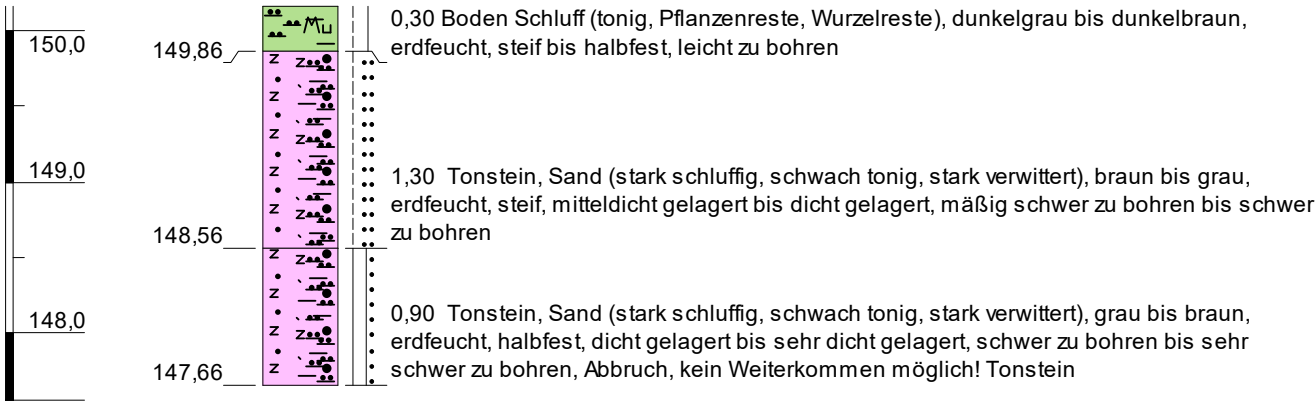 0,30 Boden Schluff (tonig, Pflanzenreste, Wurzelreste), dunkelgrau bis dunkelbraun,
erdfeucht, steif bis halbfest, leicht zu bohren
Mu
150,0
149,86
149,0
1,30 Tonstein, Sand (stark schluffig, schwach tonig, stark verwittert), braun bis grau,
erdfeucht, steif, mitteldicht gelagert bis dicht gelagert, mäßig schwer zu bohren bis schwer
zu bohren
148,56
148,0
0,90 Tonstein, Sand (stark schluffig, schwach tonig, stark verwittert), grau bis braun,
erdfeucht, halbfest, dicht gelagert bis sehr dicht gelagert, schwer zu bohren bis sehr
schwer zu bohren, Abbruch, kein Weiterkommen möglich! Tonstein
147,66